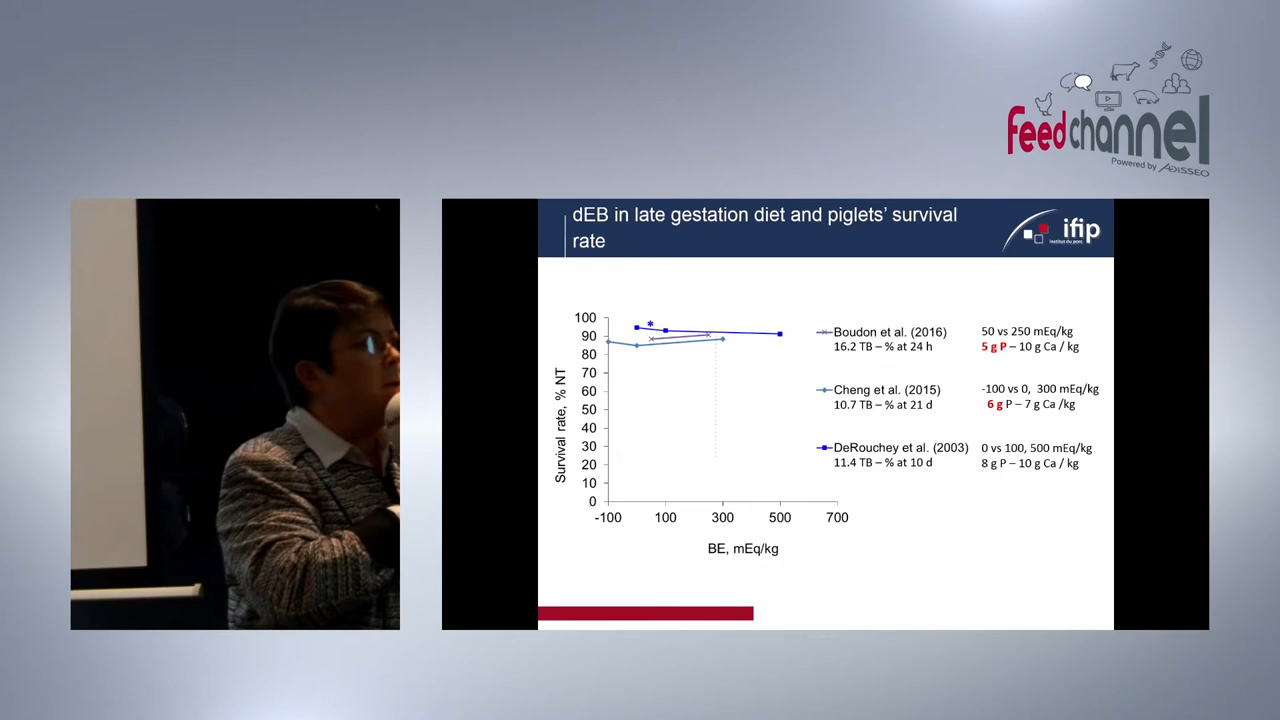 feedchannel
Powered by ADISSEO
dEB in late gestation diet and piglets' survival
rate
ifip
Institut du porc
100
90
80
70
60
50
40
30
20
10
0
Survival rate, % NT
-100
100
300
500
700
BE, mEq/kg
*
Boudon et al. (2016)
16.2 TB – % at 24 h
50 vs 250 mEq/kg
5 g P – 10 g Ca / kg
Cheng et al. (2015)
10.7 TB – % at 21 d
-100 vs 0, 300 mEq/kg
6 g P – 7 g Ca /kg
DeRouchey et al. (2003)
11.4 TB – % at 10 d
0 vs 100, 500 mEq/kg
8 g P – 10 g Ca / kg